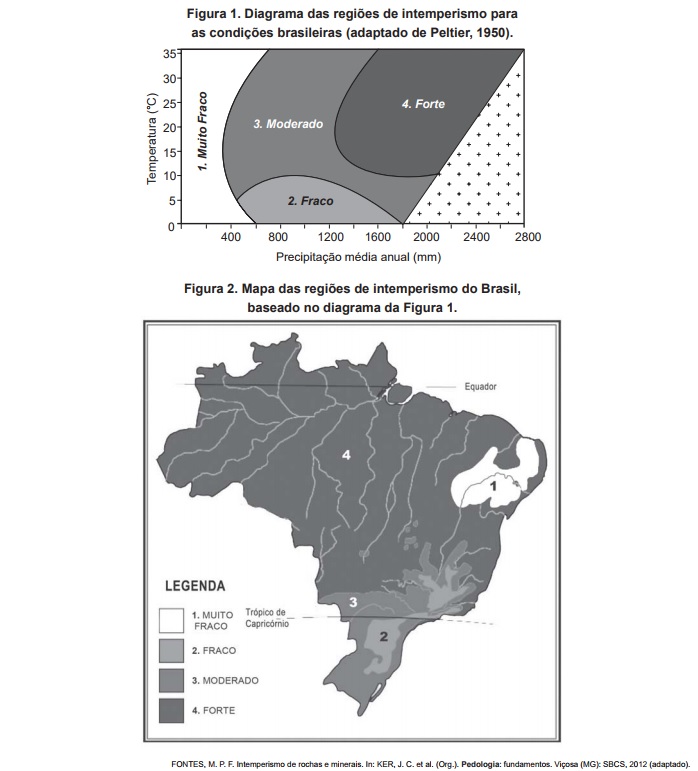 Figura 1. Diagrama das regiões de intemperismo para
as condições brasileiras (adaptado de Peltier, 1950).
Temperatura (°C)
35
30
25
20
15
10
5
0
1. Muito Fraco
3. Moderado
4. Forte
2. Fraco
400 800 1200 1600 2000 2400 2800
Precipitação média anual (mm)
Figura 2. Mapa das regiões de intemperismo do Brasil,
baseado no diagrama da Figura 1.
Equador
4
1
3
2
Trópico de
Capricórnio
LEGENDA
1. MUITO
FRACO
2. FRACO
3. MODERADO
4. FORTE
FONTES, M. P. F. Intemperismo de rochas e minerais. In: KER, J. C. et al. (Org.). Pedologia: fundamentos. Viçosa (MG): SBCS, 2012 (adaptado).